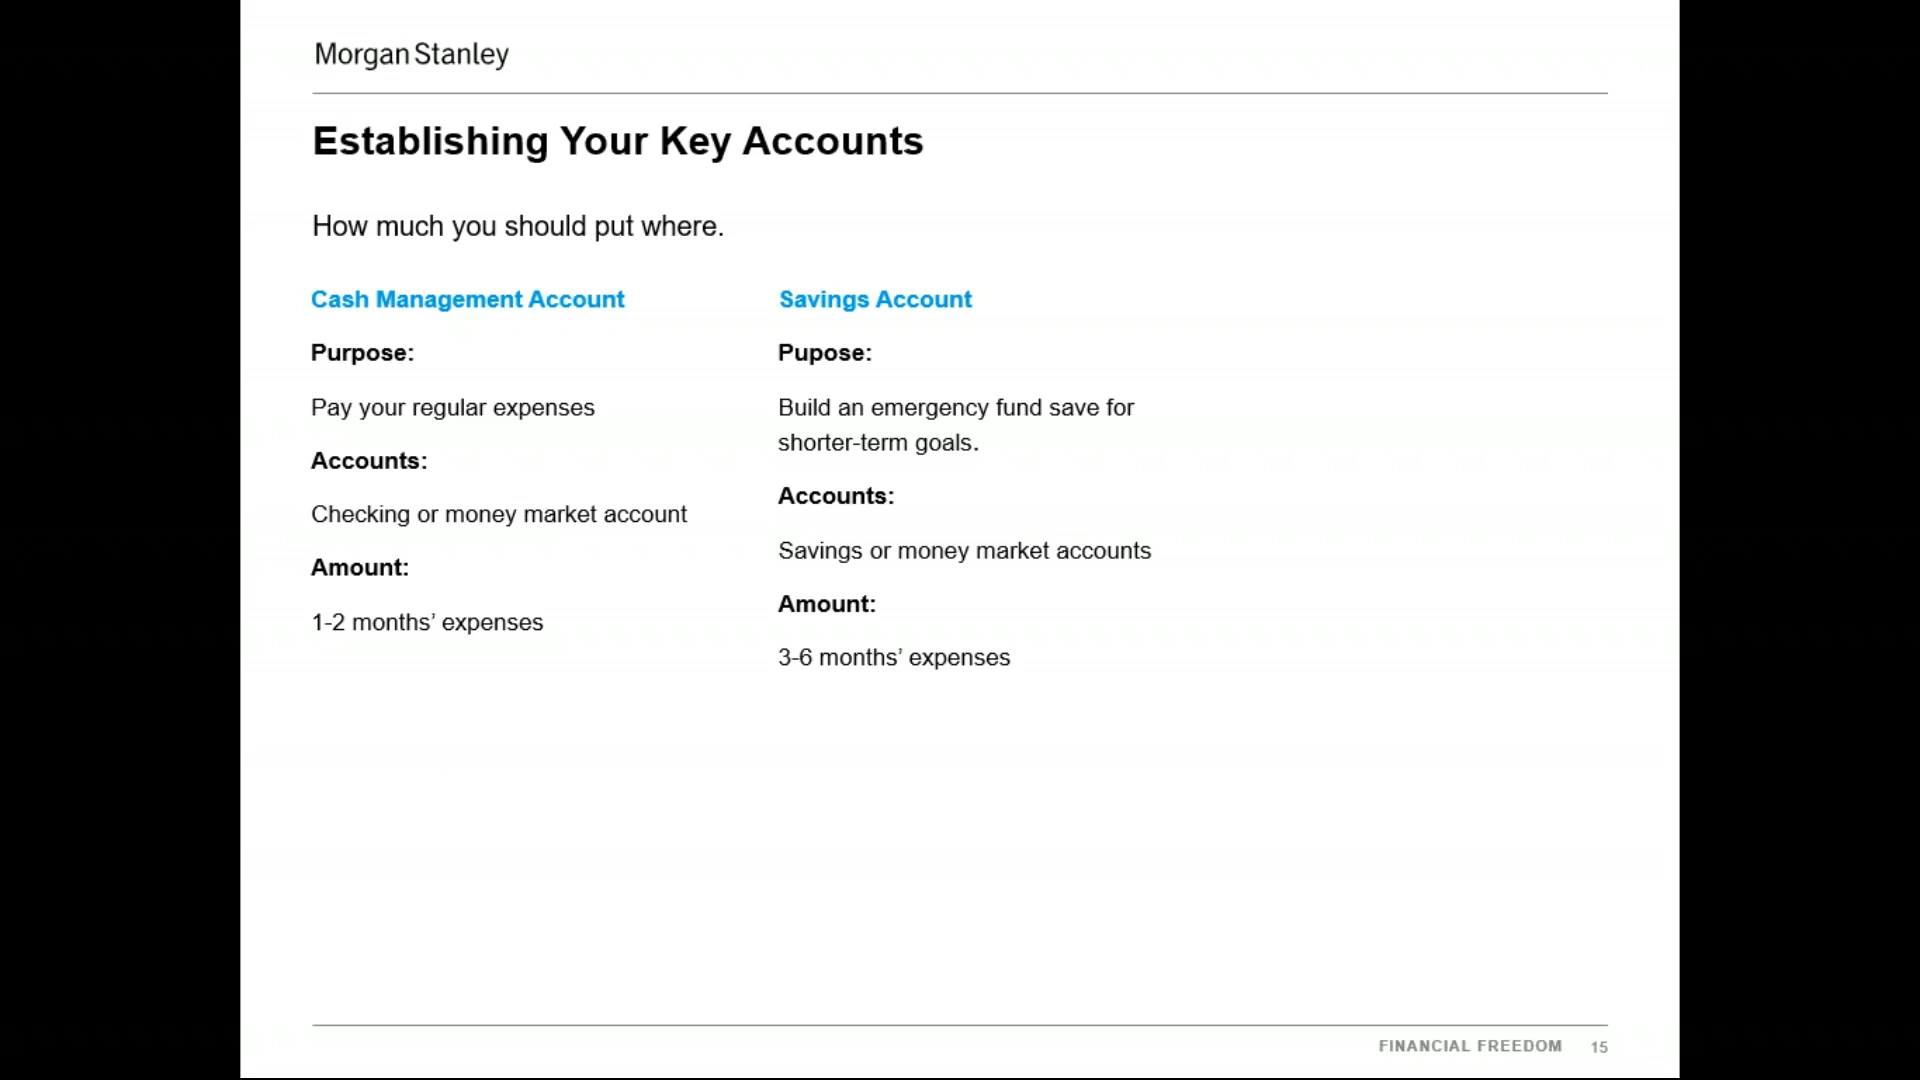 Morgan Stanley
Establishing Your Key Accounts
How much you should put where.
Cash Management Account
Purpose:
Pay your regular expenses
Accounts:
Checking or money market account
Amount:
1-2 months’ expenses
Savings Account
Pupose:
Build an emergency fund save for
shorter-term goals.
Accounts:
Savings or money market accounts
Amount:
3-6 months’ expenses
FINANCIAL FREEDOM 15